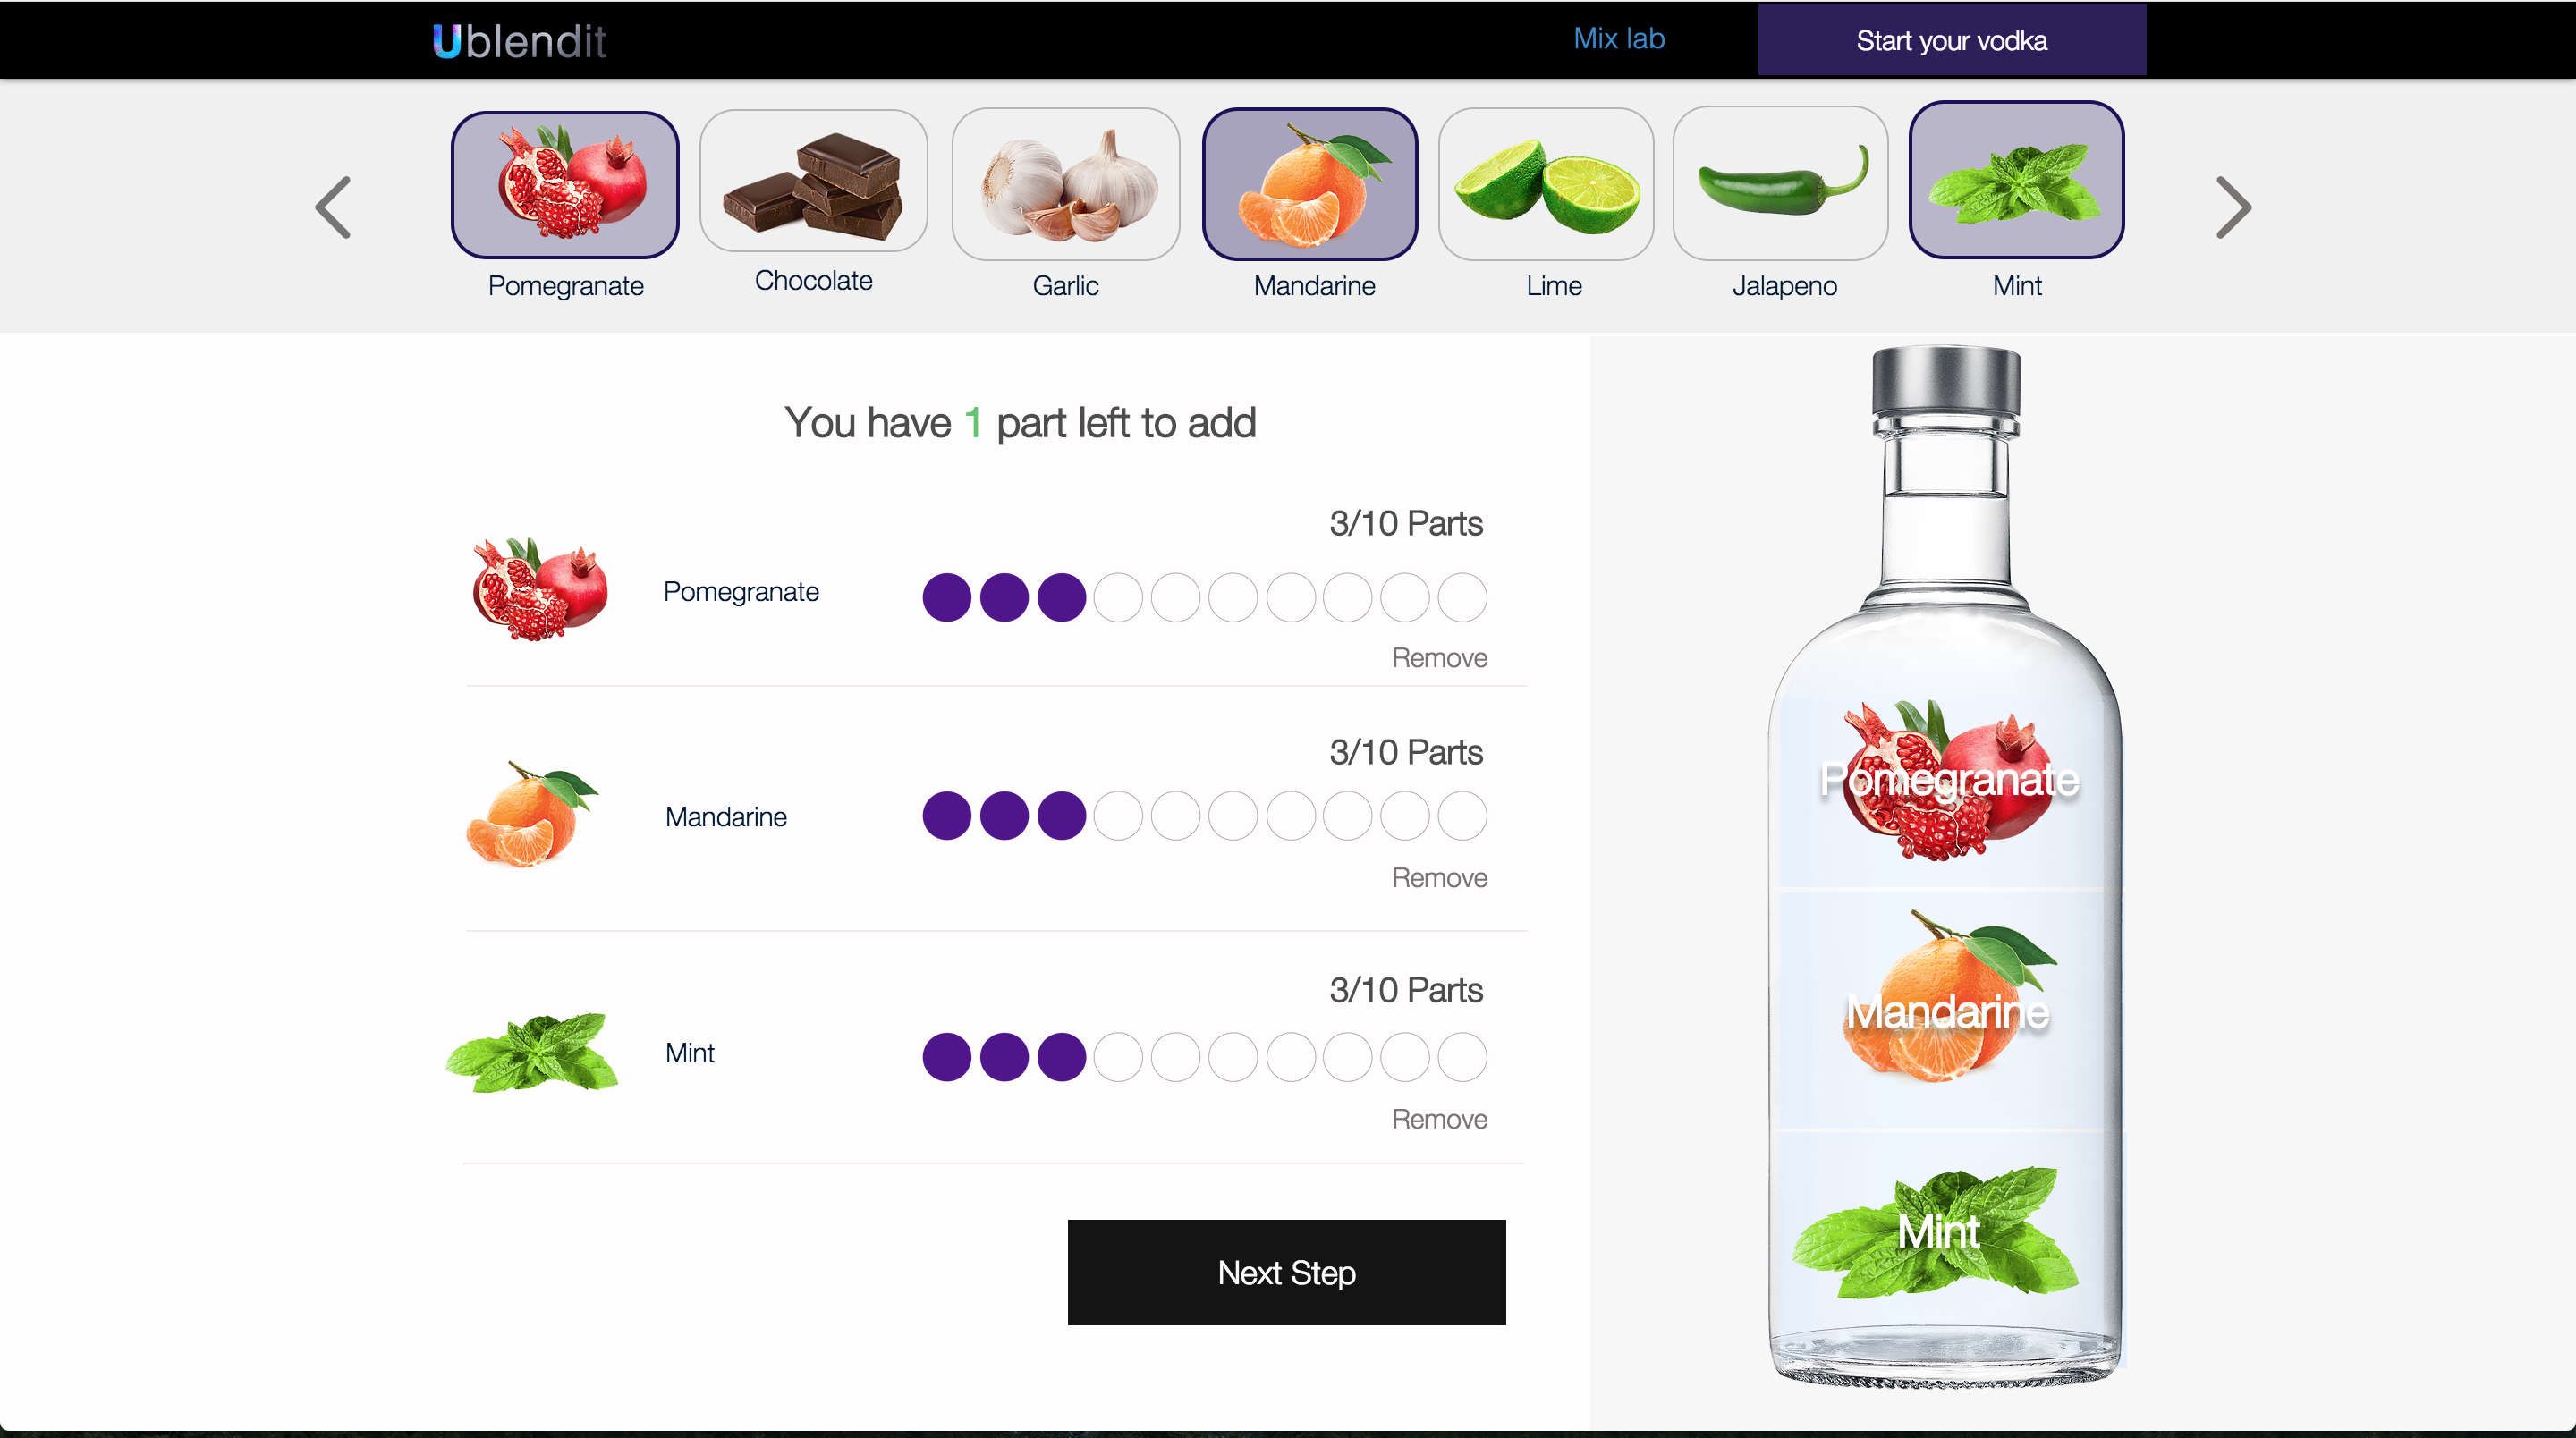 Ublendit
Mix lab
Start your vodka
Pomegranate
Chocolate
Garlic
Mandarine
Lime
Jalapeno
Mint
You have 1 part left to add
3/10 Parts
Pomegranate
Remove
3/10 Parts
Mandarine
Remove
3/10 Parts
Mint
Remove
Next Step
Pomegranate
Mandarine
Mint